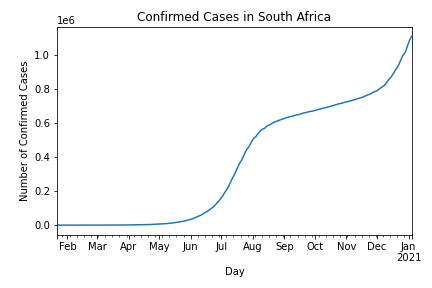 Confirmed Cases in South Africa
1e6
1.0
0.8
0.6
0.4
0.2
0.0
Number of Confirmed Cases
Feb Mar Apr May Jun Jul Aug Sep Oct Nov Dec Jan
2021
Day